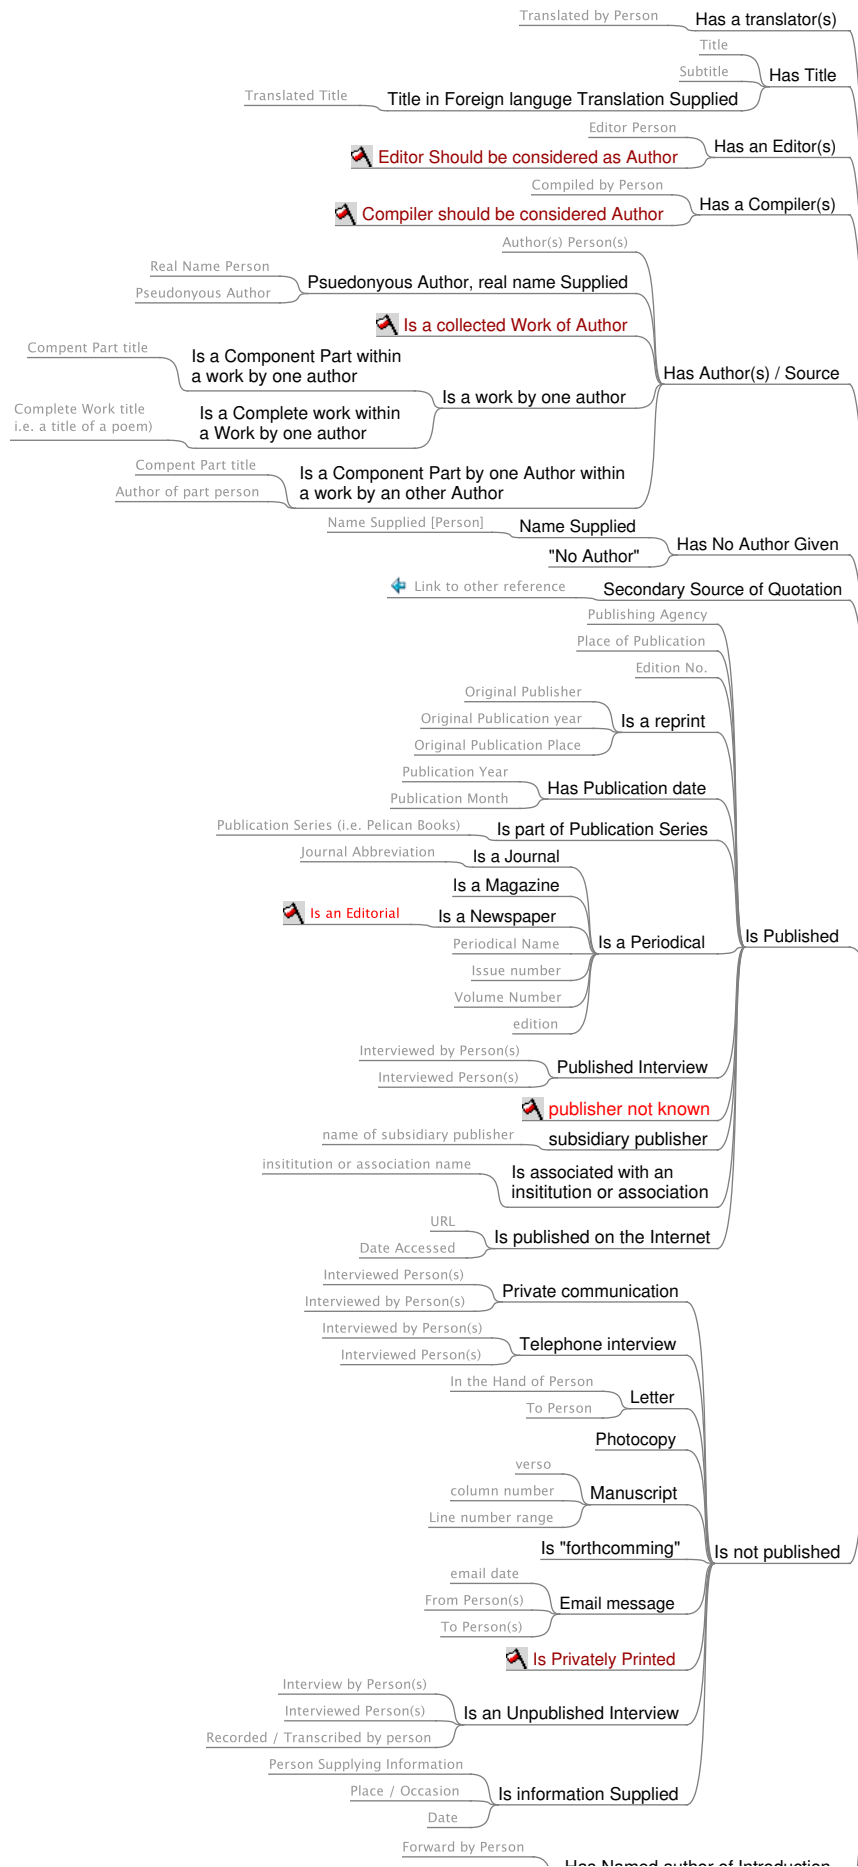 Translated by Person
Has a translator(s)
Title
Subtitle
Has Title
Translated Title
Title in Foreign languge Translation Supplied
Editor Person
Has an Editor(s)
Editor Should be considered as Author
Compiled by Person
Has a Compiler(s)
Compiler should be considered Author
Author(s) Person(s)
Real Name Person
Psuedonyous Author, real name Supplied
Pseudonyous Author
Is a collected Work of Author
Compent Part title
Is a Component Part within
a work by one author
Has Author(s) / Source
Is a work by one author
Complete Work title
i.e. a title of a poem)
Is a Complete work within
a Work by one author
Compent Part title
Author of part person
Is a Component Part by one Author within
a work by an other Author
Name Supplied [Person]
Name Supplied
Has No Author Given
"No Author"
Link to other reference
Secondary Source of Quotation
Publishing Agency
Place of Publication
Edition No.
Original Publisher
Original Publication year
Is a reprint
Original Publication Place
Publication Year
Has Publication date
Publication Month
Publication Series (i.e. Pelican Books)
Is part of Publication Series
Journal Abbreviation
Is a Journal
Is a Magazine
Is an Editorial
Is a Newspaper
Is Published
Periodical Name
Is a Periodical
Issue number
Volume Number
edition
Interviewed by Person(s)
Published Interview
Interviewed Person(s)
publisher not known
name of subsidiary publisher
subsidiary publisher
insititution or association name
Is associated with an
insititution or association
URL
Is published on the Internet
Date Accessed
Interviewed Person(s)
Private communication
Interviewed by Person(s)
Interviewed by Person(s)
Telephone interview
Interviewed Person(s)
In the Hand of Person
Letter
To Person
Photocopy
verso
column number
Manuscript
Line number range
Is "forthcomming"
Is not published
email date
From Person(s)
Email message
To Person(s)
Is Privately Printed
Interview by Person(s)
Interviewed Person(s)
Is an Unpublished Interview
Recorded / Transcribed by person
Person Supplying Information
Place / Occasion
Is information Supplied
Date
Forward by Person
Has Named author of Introduction